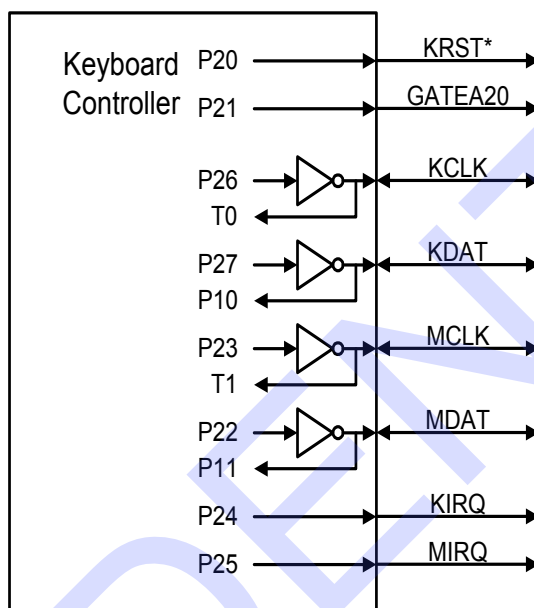 Keyboard
Controller
P20
KRST*
P21
GATEA20
P26
KCLK
T0
P27
KDAT
P10
P23
MCLK
T1
P22
MDAT
P11
P24
KIRQ
P25
MIRQ